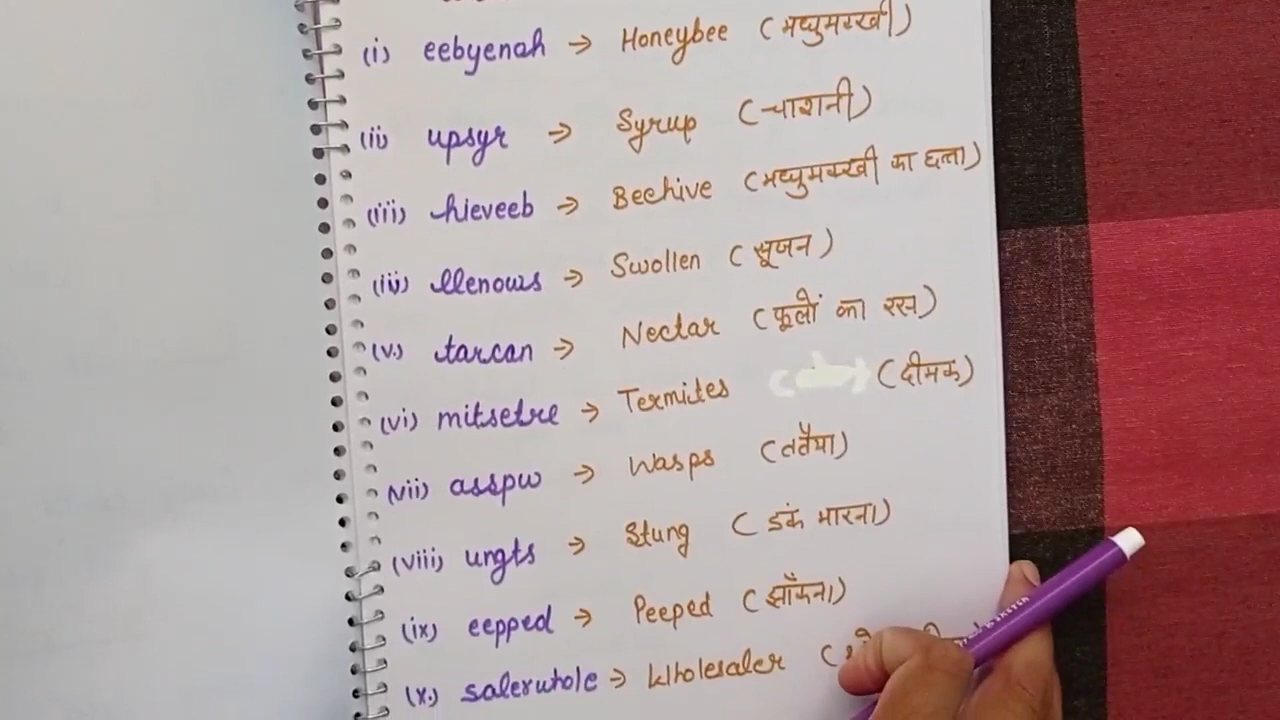 (i) eebyenoh → Honeybee (मधुमक्खी)
(ii) upsyr → Syrup (चाशनी)
(iii) hieveeb → Beehive (मधुमक्खी का छत्ता)
(iv) llenows → Swollen (सूजन)
(v.) tarcan → Nectar (फूलों का रस)
(vi) mitsetre → Termites (दीमक)
(vii) asspw → Wasps (ततैया)
(viii) ungts → Stung (डंक मारना)
(ix) eepped → Peeped (झाँकना)
(x.) salerwhole → Wholesaler (